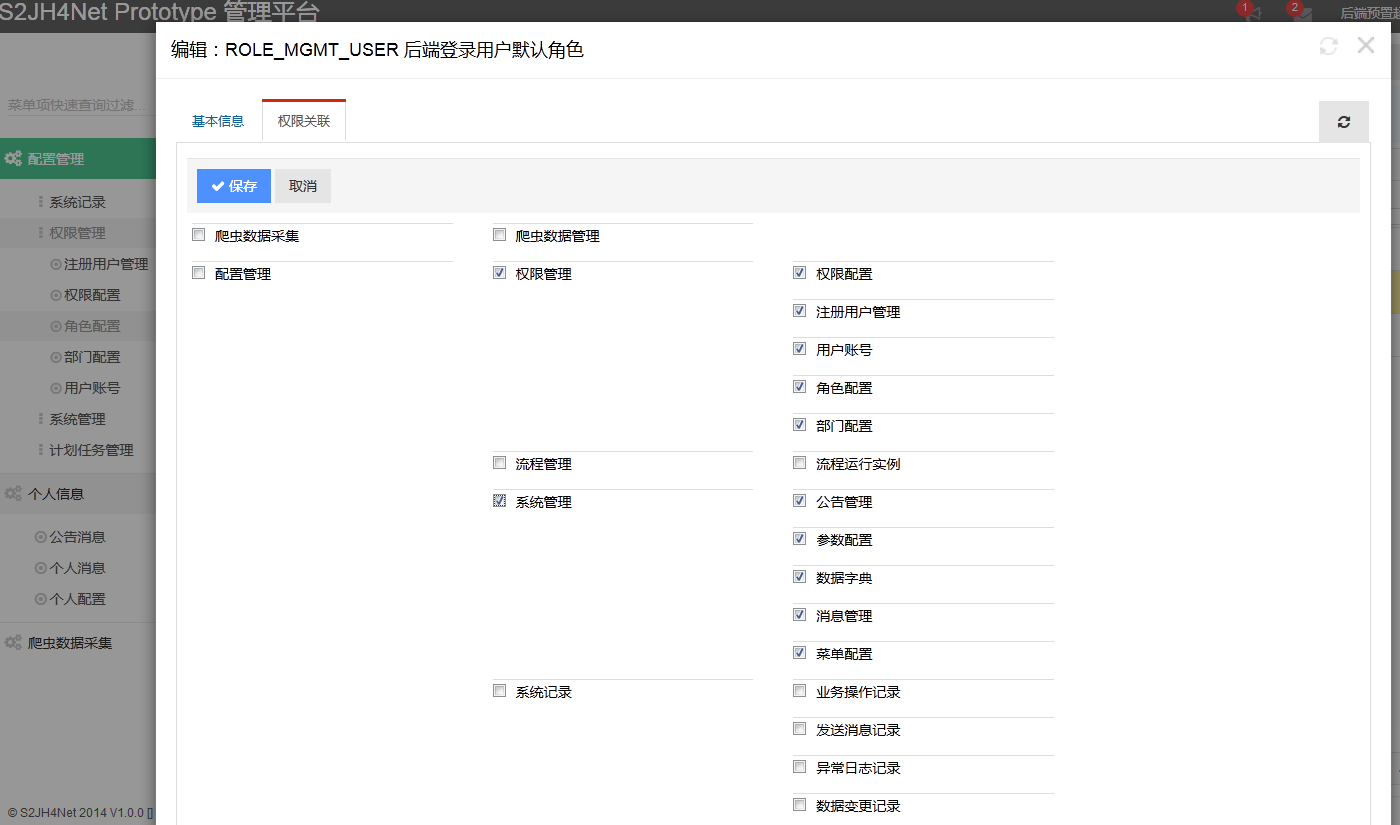 S2JH4Net Prototype 管理平台
1
2
后端预置超
编辑：ROLE_MGMT_USER 后端登录用户默认角色
菜单项快速查询过滤...
配置管理
系统记录
权限管理
注册用户管理
权限配置
角色配置
部门配置
用户账号
系统管理
计划任务管理
个人信息
公告消息
个人消息
个人配置
爬虫数据采集
© S2JH4Net 2014 V1.0.0 []
基本信息
权限关联
保存
取消
爬虫数据采集
爬虫数据管理
配置管理
权限管理
权限配置
注册用户管理
用户账号
角色配置
部门配置
流程管理
流程运行实例
系统管理
公告管理
参数配置
数据字典
消息管理
菜单配置
系统记录
业务操作记录
发送消息记录
异常日志记录
数据变更记录